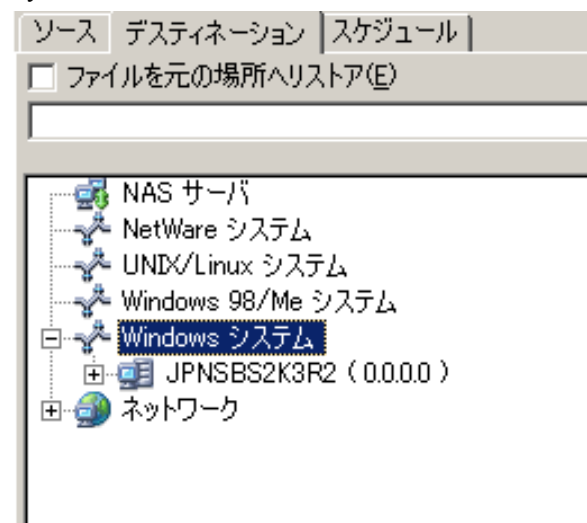 ソース デスティネーション スケジュール
ファイルを元の場所へリストア(E)
NAS サーバ
NetWare システム
UNIX/Linux システム
Windows 98/Me システム
Windows システム
JPNSBS2K3R2 ( 0.0.0.0 )
ネットワーク